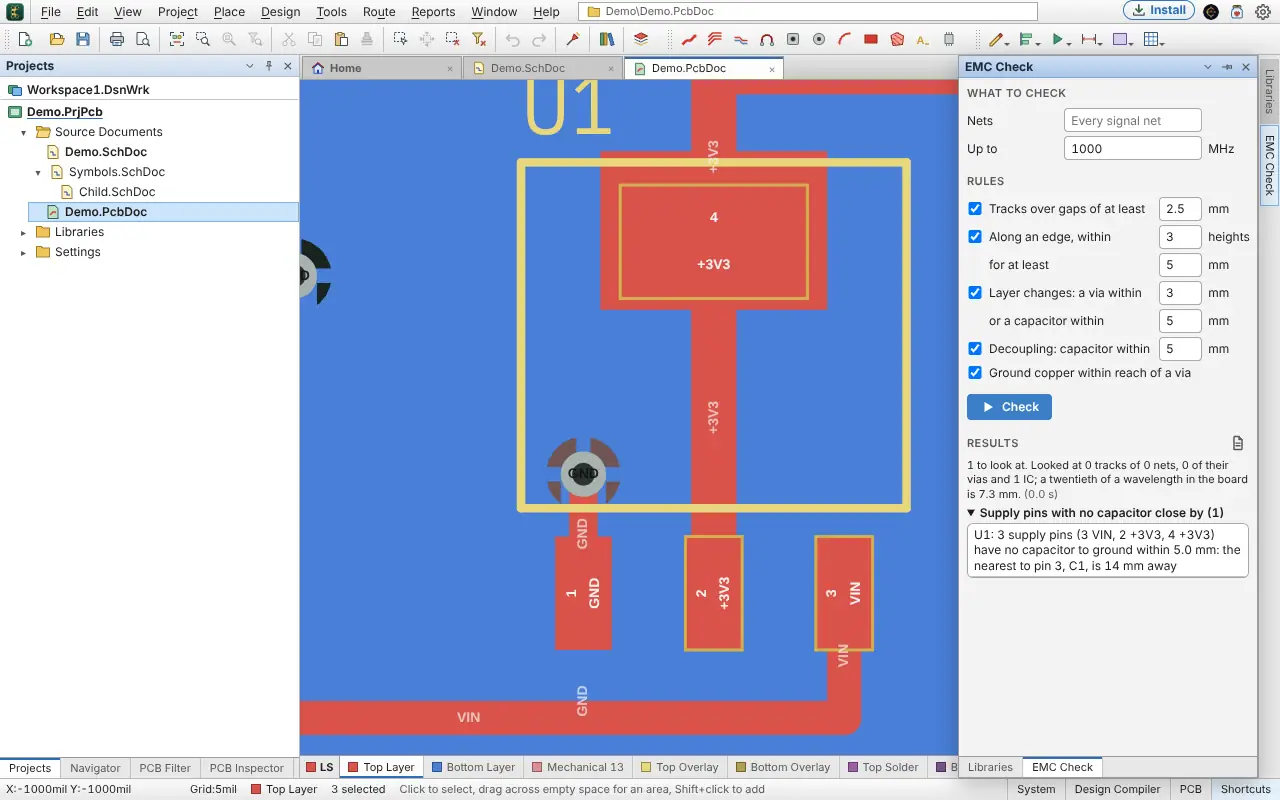 File Edit View Project Place Design Tools Route Reports Window Help
Demo\Demo.PcbDoc
Install
Projects
Home
Demo.SchDoc
Demo.PcbDoc
EMC Check
Workspace1.DsnWrk
Demo.PrjPcb
Source Documents
Demo.SchDoc
Symbols.SchDoc
Child.SchDoc
Demo.PcbDoc
Libraries
Settings
U1
+3V3
4
+3V3
+3V3
GND
GND
1
GND
2
+3V3
3
VIN
VIN
GND
VIN
WHAT TO CHECK
Nets Every signal net
Up to 1000 MHz
RULES
Tracks over gaps of at least 2.5 mm
Along an edge, within 3 heights
for at least 5 mm
Layer changes: a via within 3 mm
or a capacitor within 5 mm
Decoupling: capacitor within 5 mm
Ground copper within reach of a via
Check
RESULTS
1 to look at. Looked at 0 tracks of 0 nets, 0 of their
vias and 1 IC; a twentieth of a wavelength in the board
is 7.3 mm. (0.0 s)
Supply pins with no capacitor close by (1)
U1: 3 supply pins (3 VIN, 2 +3V3, 4 +3V3)
have no capacitor to ground within 5.0 mm: the
nearest to pin 3, C1, is 14 mm away
Libraries
EMC Check
Projects Navigator PCB Filter PCB Inspector
LS Top Layer Bottom Layer Mechanical 13 Top Overlay Bottom Overlay Top Solder B
Libraries EMC Check
X:-1000mil Y:-1000mil Grid:5mil Top Layer 3 selected Click to select, drag across empty space for an area, Shift+click to add
System Design Compiler PCB Shortcuts